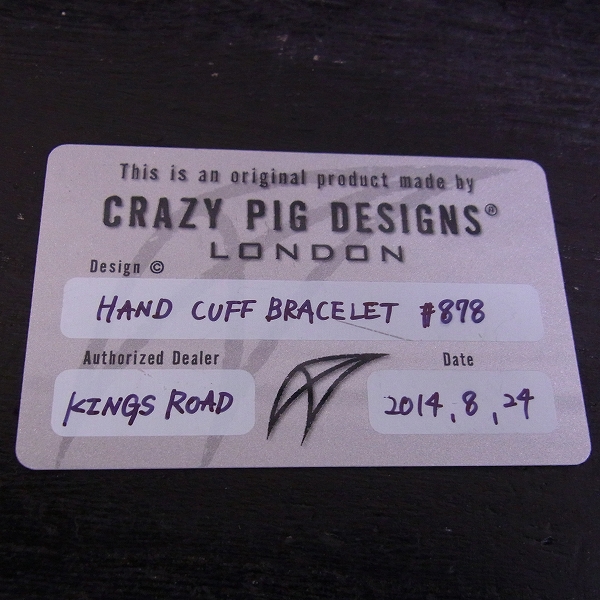 This is an original product made by
CRAZY PIG DESIGNS®
LONDON
Design ©
HAND CUFF BRACELET #878
Authorized Dealer
KINGS ROAD
Date
2014,8,24